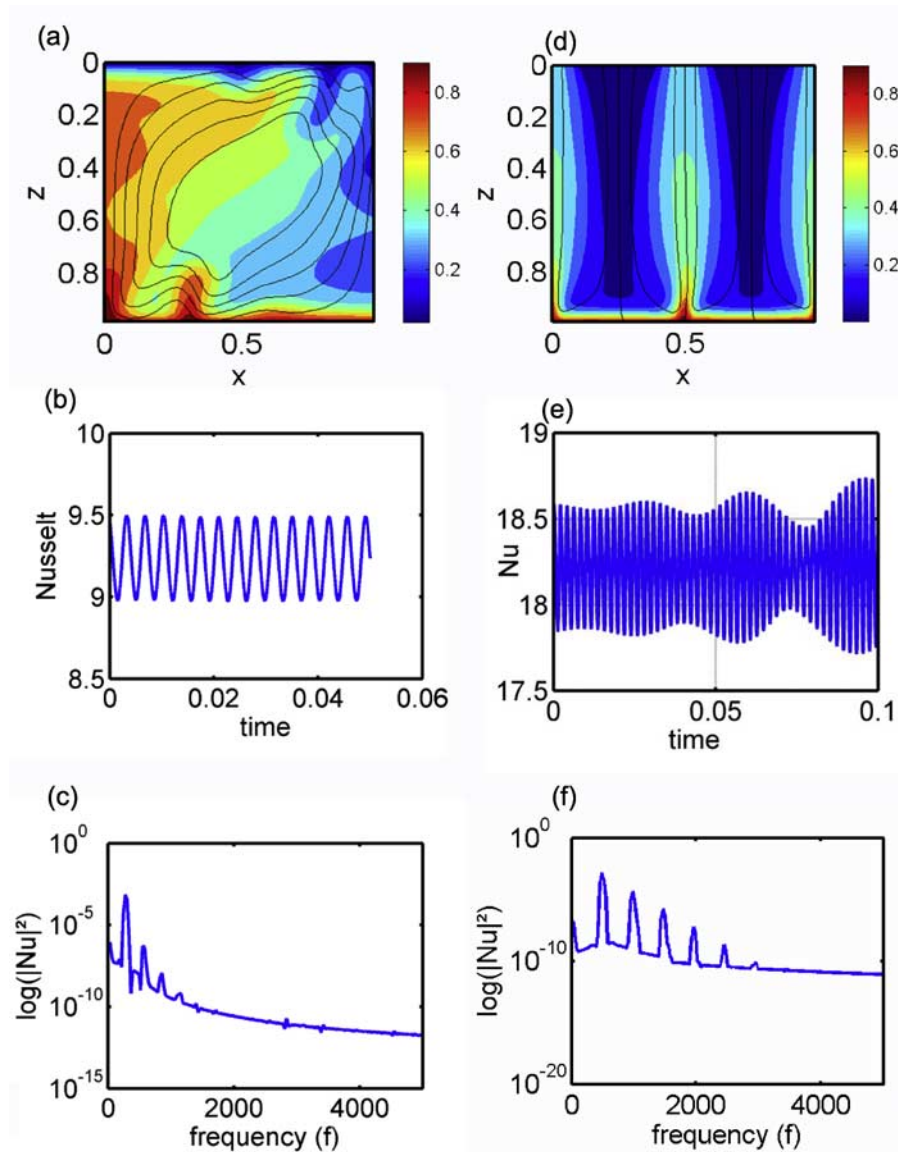 (a)
0
0.2
0.4
0.6
0.8
z
0
0.5
x
0.8
0.6
0.4
0.2
(d)
0
0.2
0.4
0.6
0.8
z
0
0.5
x
0.8
0.6
0.4
0.2
(b)
10
9.5
9
8.5
Nusselt
0
0.02
0.04
0.06
time
(e)
19
18.5
18
17.5
Nu
0
0.05
0.1
time
(c)
10⁰
10⁻⁵
10⁻¹⁰
10⁻¹⁵
log(|Nu|²)
0
2000
4000
frequency (f)
(f)
10⁰
10⁻¹⁰
10⁻²⁰
log(|Nu|²)
0
2000
4000
frequency (f)